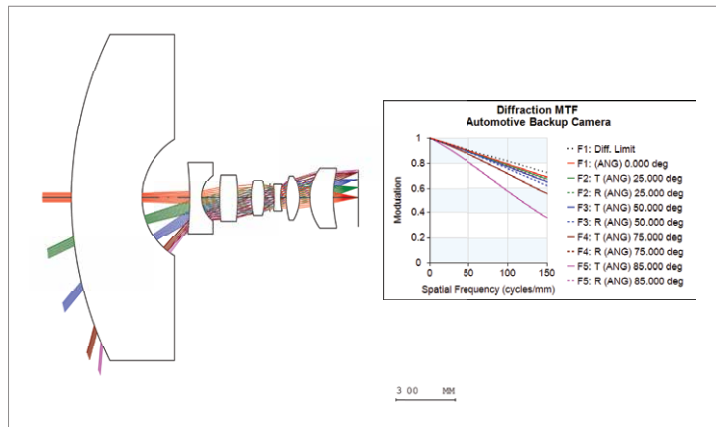 Diffraction MTF
Automotive Backup Camera
Modulation
1
0.8
0.6
0.4
0.2
0
0
50
100
150
Spatial Frequency (cycles/mm)
F1: Diff. Limit
F1: (ANG) 0.000 deg
F2: T (ANG) 25.000 deg
F2: R (ANG) 25.000 deg
F3: T (ANG) 50.000 deg
F3: R (ANG) 50.000 deg
F4: T (ANG) 75.000 deg
F4: R (ANG) 75.000 deg
F5: T (ANG) 85.000 deg
F5: R (ANG) 85.000 deg
3.00 MM